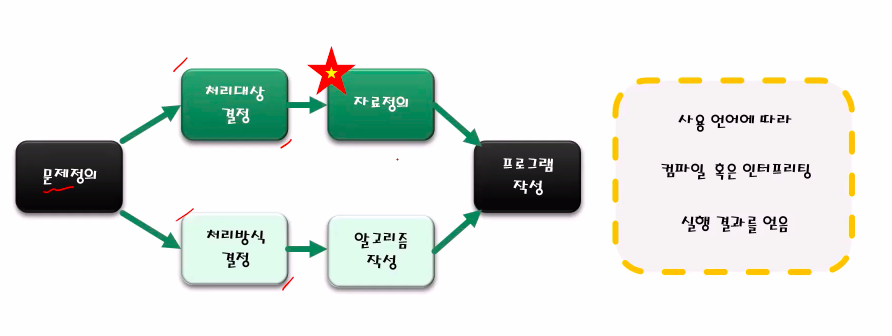 문제정의
처리대상
결정
자료정의
처리방식
결정
알고리즘
작성
프로그램
작성
사용 언어에 따라
컴파일 혹은 인터프리팅
실행 결과를 얻음